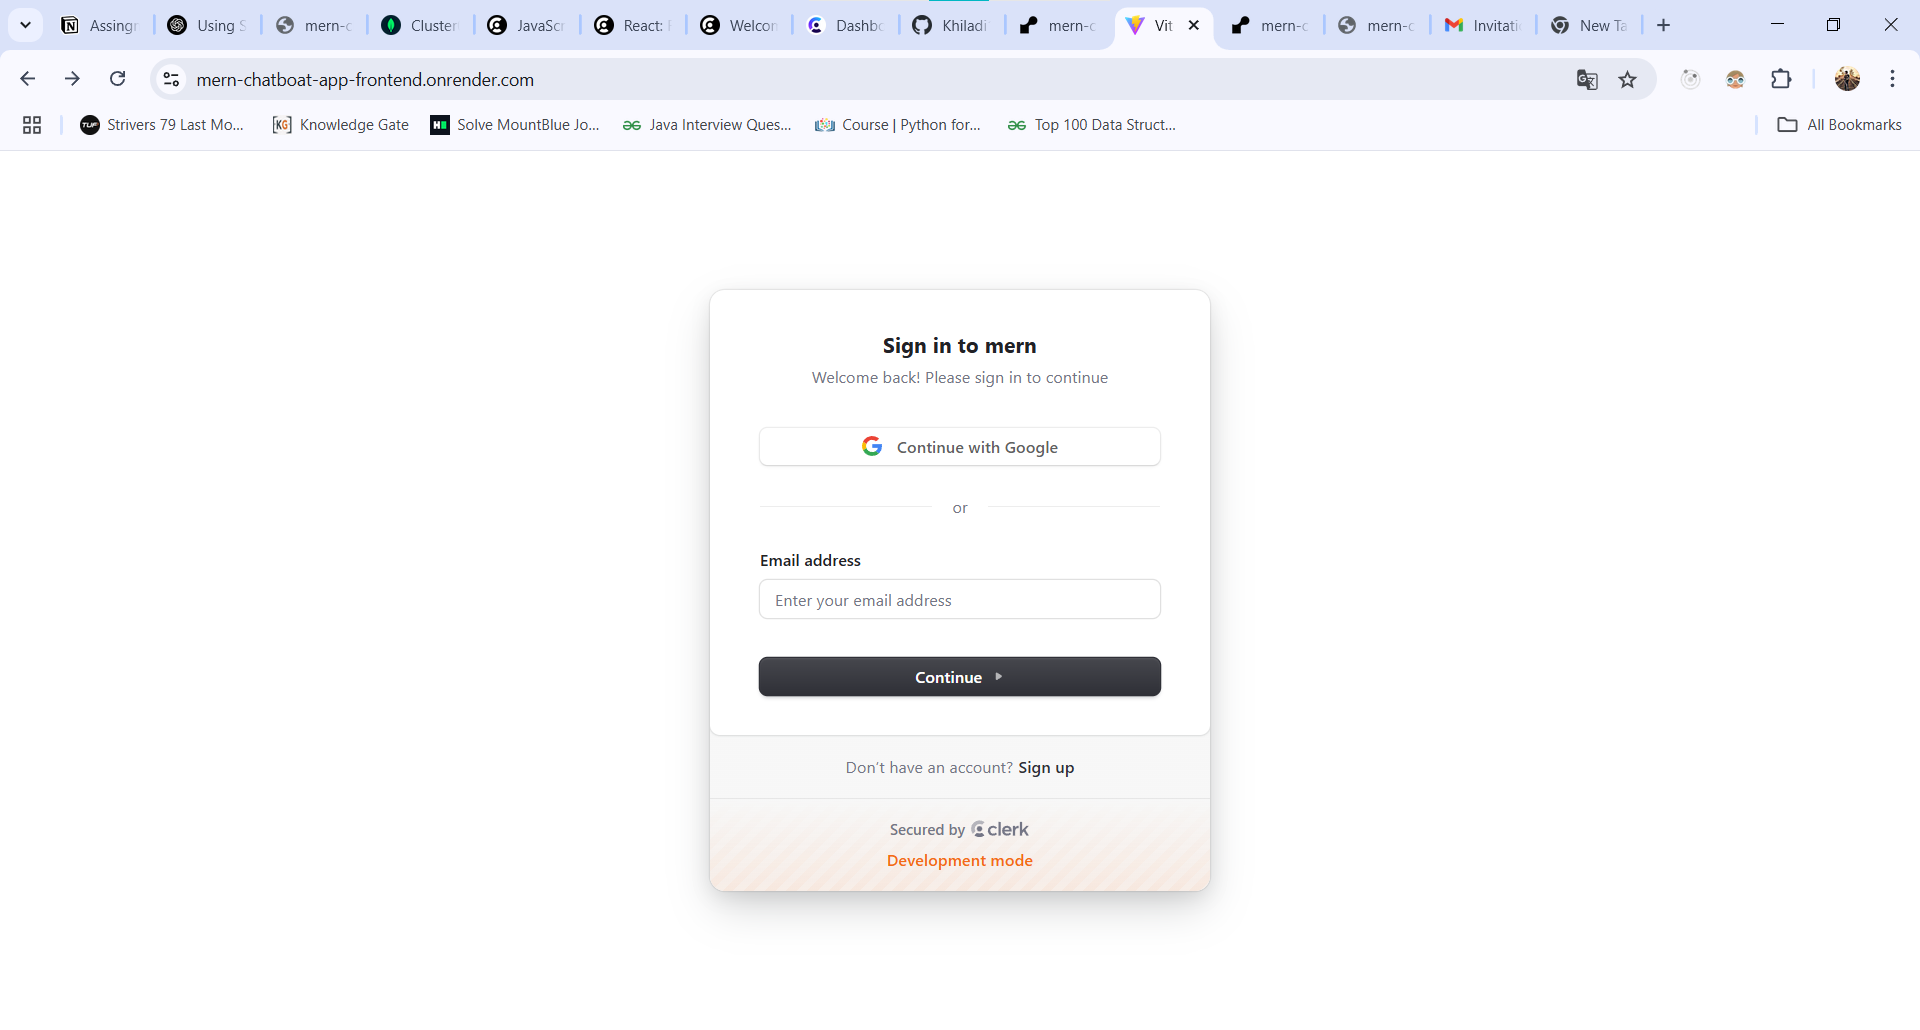 Assingn
Using S
mern-c
Cluster
JavaScr
React: F
Welcon
Dashbo
Khiladi
mern-c
Vit
mern-c
mern-c
Invitati
New Ta
mern-chatboat-app-frontend.onrender.com
Strivers 79 Last Mo...
Knowledge Gate
Solve MountBlue Jo...
Java Interview Ques...
Course | Python for...
Top 100 Data Struct...
All Bookmarks
Sign in to mern
Welcome back! Please sign in to continue
Continue with Google
or
Email address
Enter your email address
Continue
Don’t have an account? Sign up
Secured by clerk
Development mode